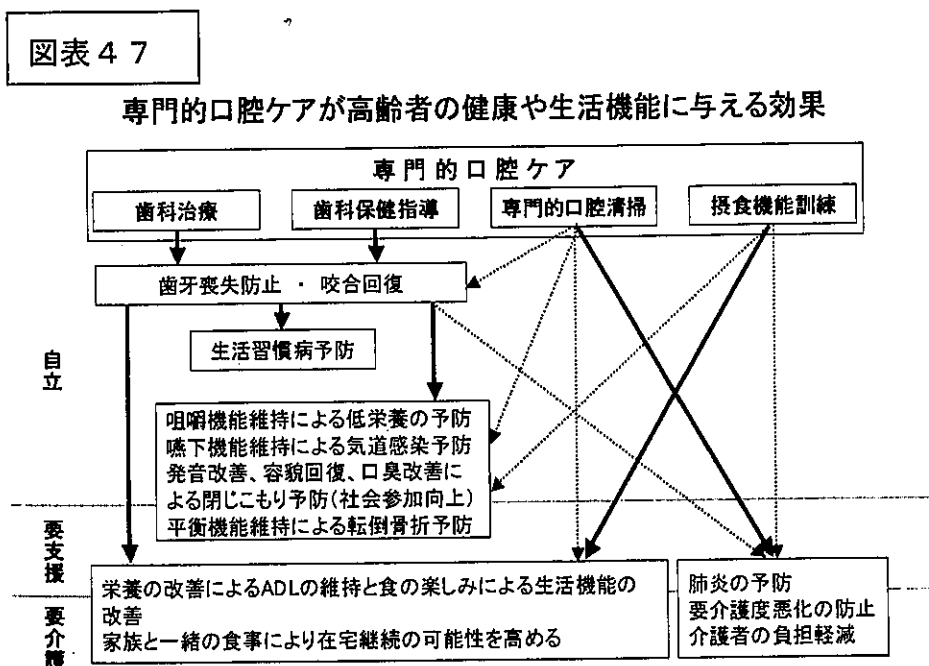 図表４７
専門的口腔ケアが高齢者の健康や生活機能に与える効果
専門的口腔ケア
歯科治療
歯科保健指導
専門的口腔清掃
摂食機能訓練
歯牙喪失防止 ・ 咬合回復
生活習慣病予防
自立
咀嚼機能維持による低栄養の予防
嚥下機能維持による気道感染予防
発音改善、容貌回復、口臭改善に
よる閉じこもり予防(社会参加向上)
平衡機能維持による転倒骨折予防
要支援
栄養の改善によるADLの維持と食の楽しみによる生活機能の
改善
家族と一緒の食事により在宅継続の可能性を高める
肺炎の予防
要介護度悪化の防止
介護者の負担軽減
要介護